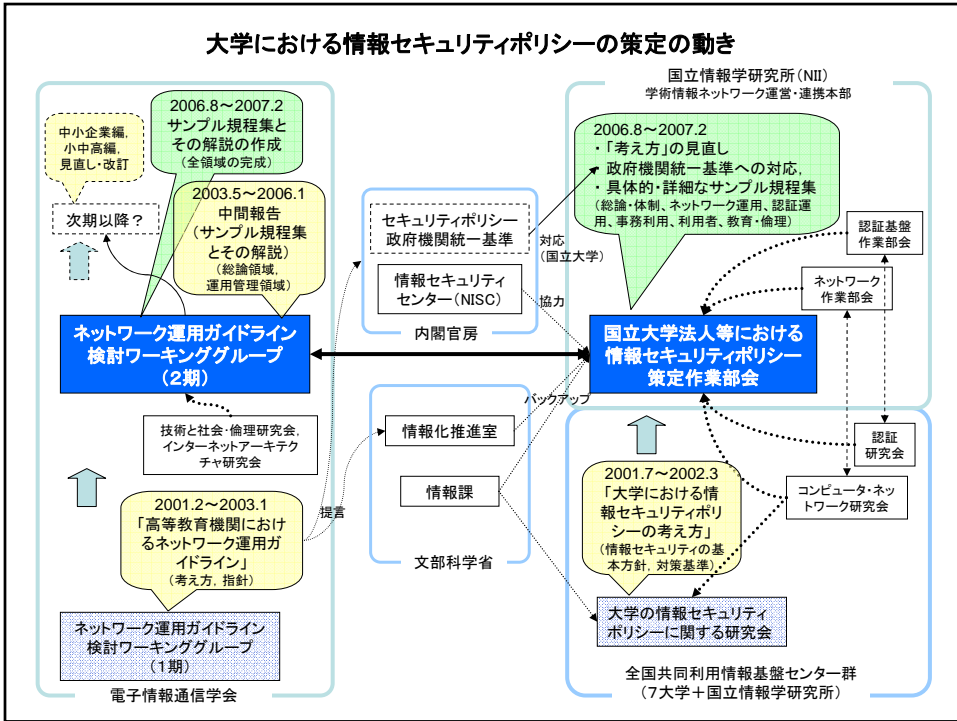 大学における情報セキュリティポリシーの策定の動き
中小企業編,
小中高編,
見直し・改訂
次期以降？
2006.8～2007.2
サンプル規程集と
その解説の作成
(全領域の完成)
2003.5～2006.1
中間報告
(サンプル規程集
とその解説)
(総論領域,
運用管理領域)
ネットワーク運用ガイドライン
検討ワーキンググループ
(２期)
技術と社会・倫理研究会,
インターネットアーキテク
チャ研究会
2001.2～2003.1
「高等教育機関におけ
るネットワーク運用ガ
イドライン」
(考え方, 指針)
ネットワーク運用ガイドライン
検討ワーキンググループ
(１期)
電子情報通信学会
セキュリティポリシー
政府機関統一基準
情報セキュリティ
センター(NISC)
内閣官房
対応
(国立大学)
協力
バックアップ
情報化推進室
情報課
提言
文部科学省
国立情報学研究所(NII)
学術情報ネットワーク運営・連携本部
2006.8～2007.2
・「考え方」の見直し
・ 政府機関統一基準への対応,
・ 具体的・詳細なサンプル規程集
(総論・体制、ネットワーク運用、認証運
用、事務利用、利用者、教育・倫理)
認証基盤
作業部会
ネットワーク
作業部会
国立大学法人等における
情報セキュリティポリシー
策定作業部会
認証
研究会
コンピュータ・ネッ
トワーク研究会
2001.7～2002.3
「大学における情
報セキュリティポリ
シーの考え方」
(情報セキュリティの基
本方針, 対策基準)
大学の情報セキュリティ
ポリシーに関する研究会
全国共同利用情報基盤センター群
(７大学＋国立情報学研究所)